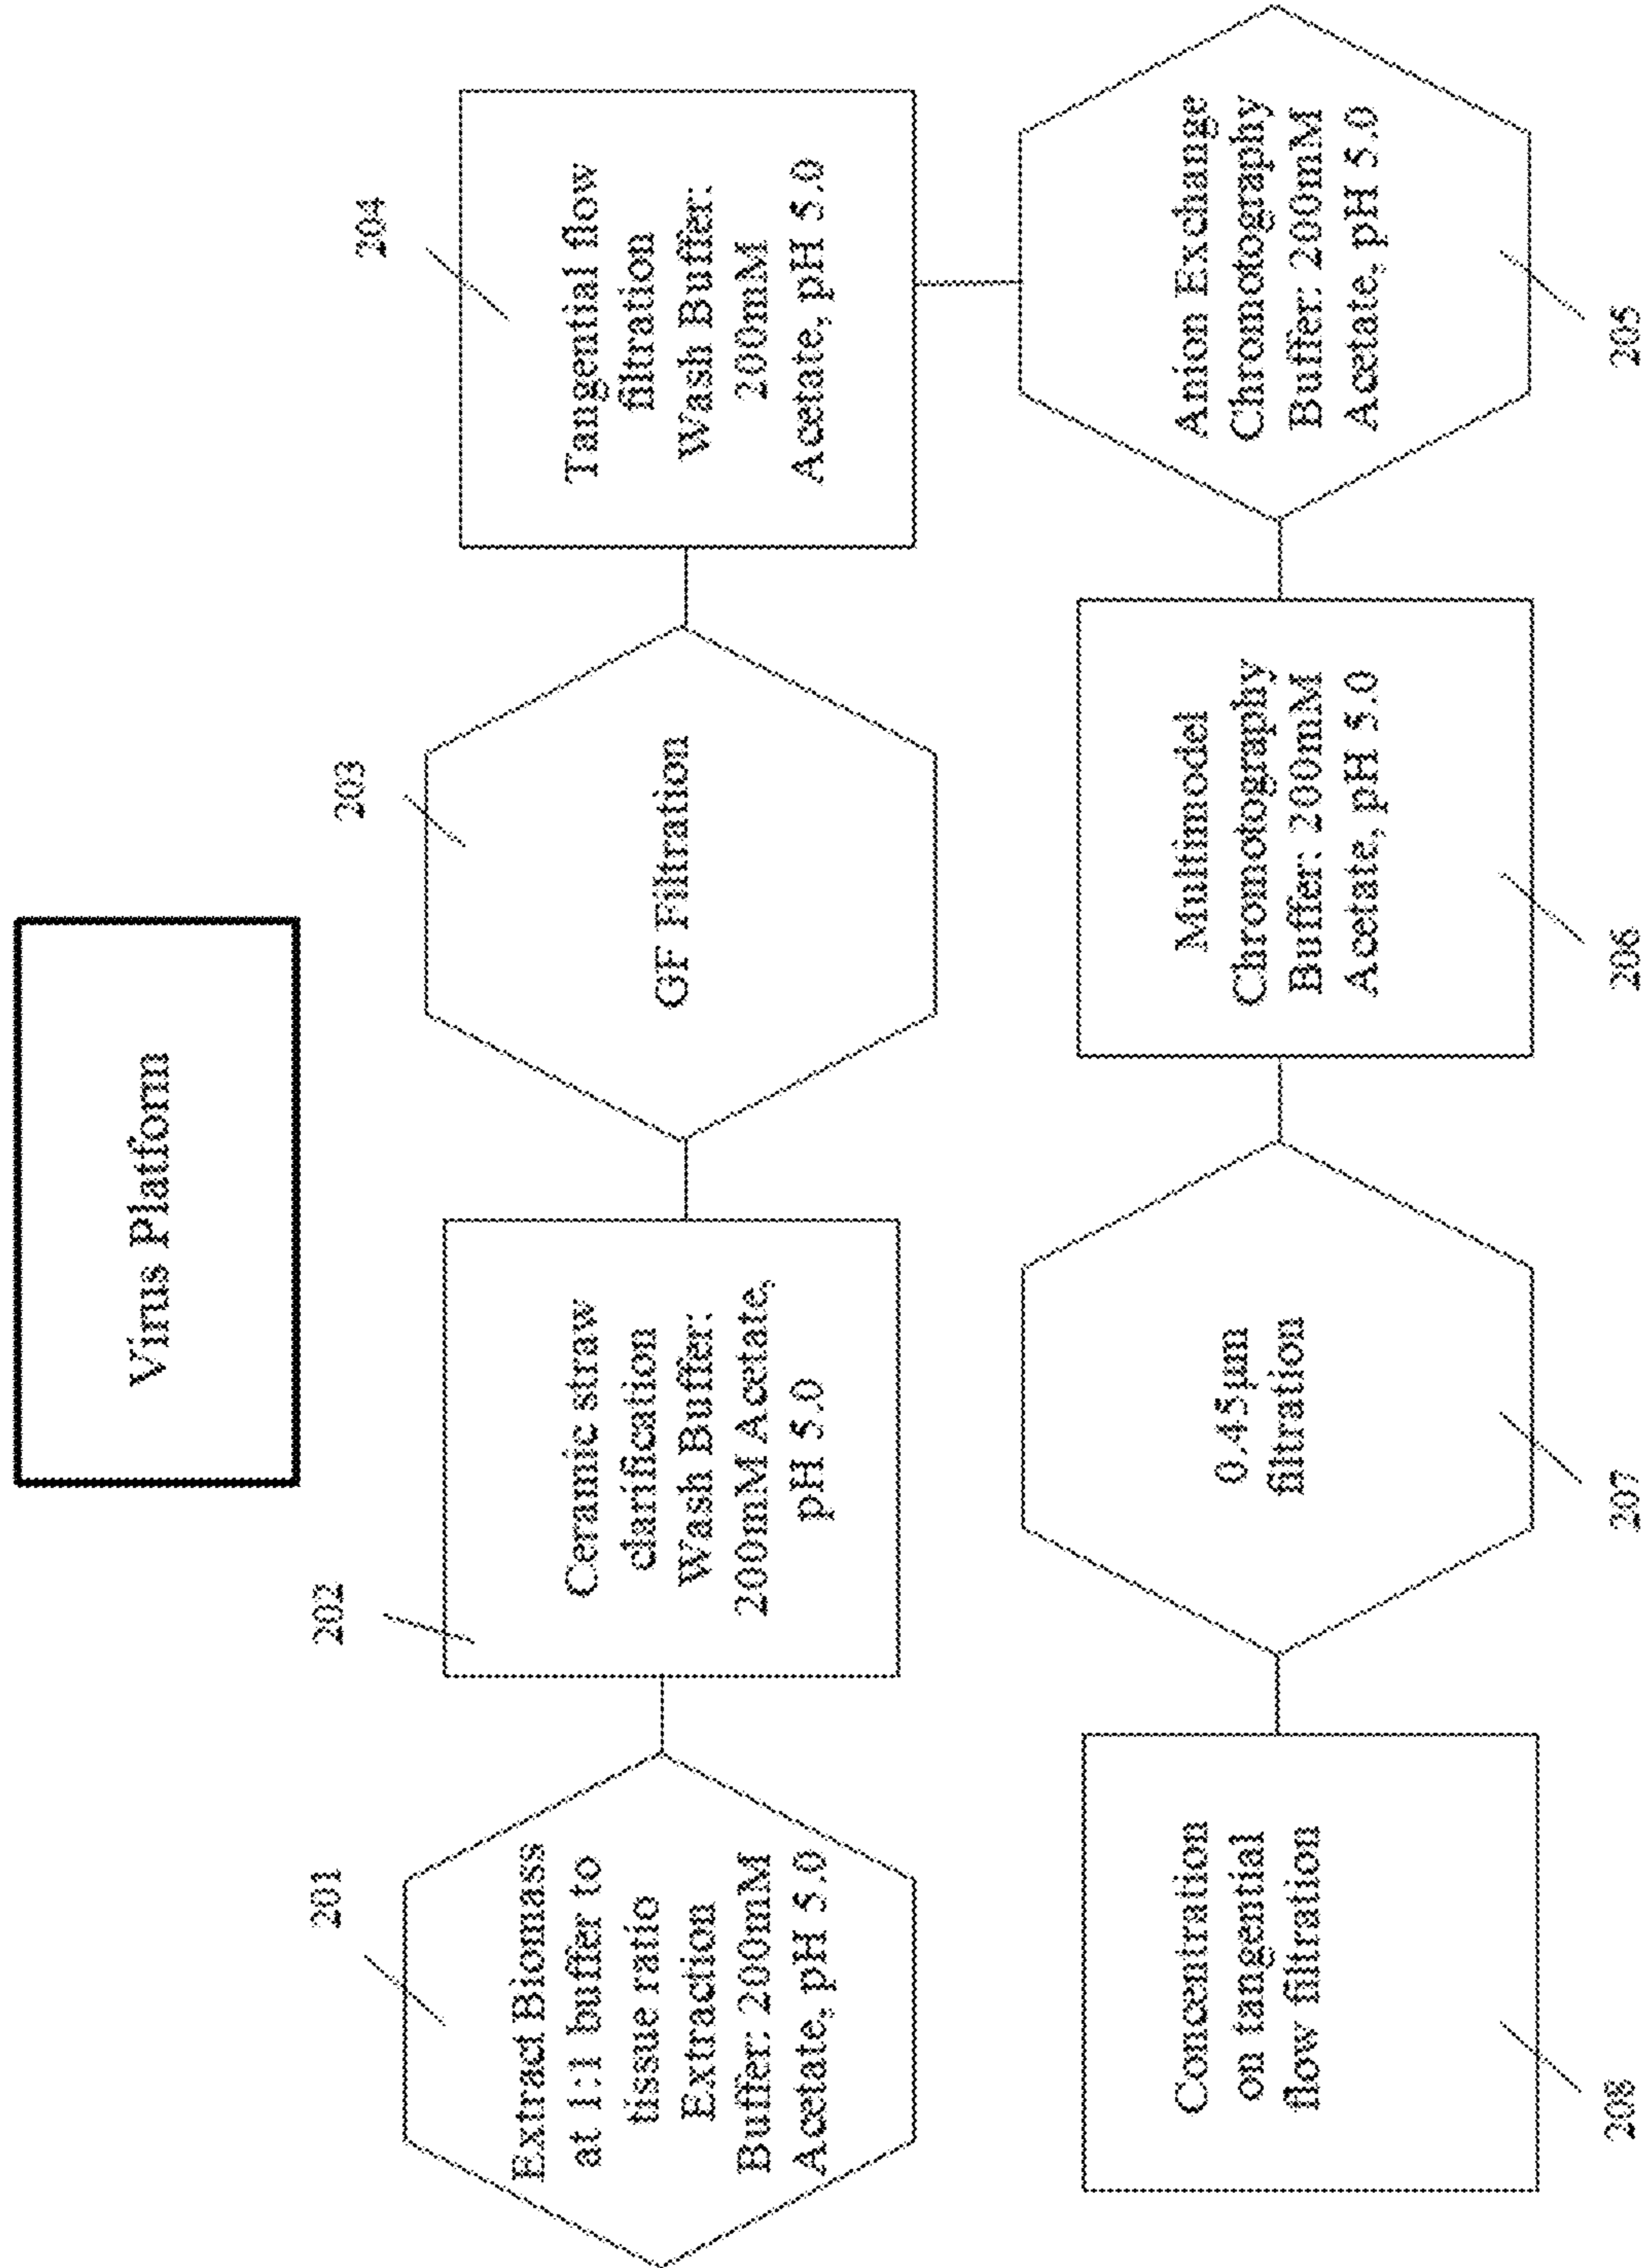 Virus Platform
201
Extract Biomass
at 1:1 buffer to
tissue ratio
Extraction
Buffer: 200mM
Acetate, pH 5.0
202
Ceramic straw
clarification
Wash Buffer:
200mM Acetate,
pH 5.0
203
GF Filtration
204
Tangential flow
filtration
Wash Buffer:
200mM
Acetate, pH 5.0
Anion Exchange
Chromotography
Buffer: 200mM
Acetate, pH 5.0
205
Multimodel
Chromotography
Buffer: 200mM
Acetate, pH 5.0
206
0.45µm
filtration
207
Concentration
on tangential
flow filtration
208